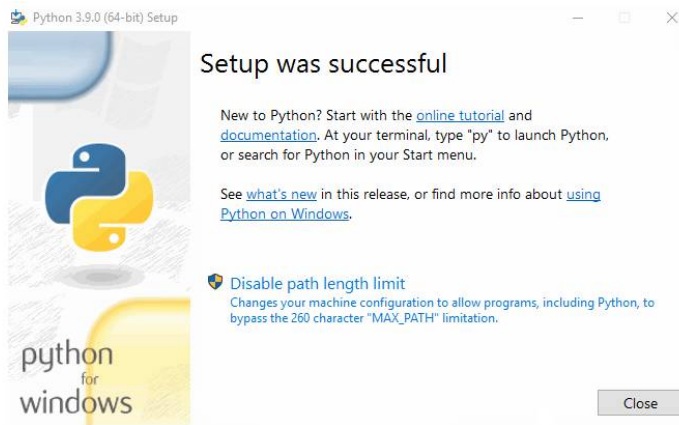 Python 3.9.0 (64-bit) Setup
Setup was successful
New to Python? Start with the online tutorial and
documentation. At your terminal, type "py" to launch Python,
or search for Python in your Start menu.
See what's new in this release, or find more info about using
Python on Windows.
Disable path length limit
Changes your machine configuration to allow programs, including Python, to
bypass the 260 character "MAX_PATH" limitation.
python
for
windows
Close